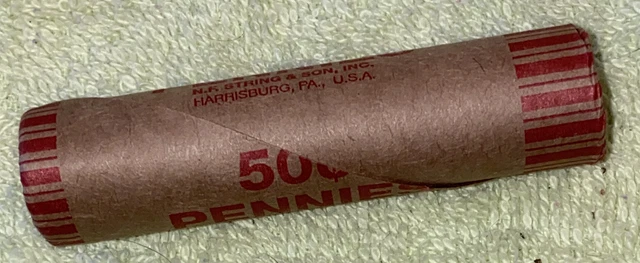 N.F. STRING & SON, INC.
HARRISBURG, PA., U.S.A.
50¢
PENNIES